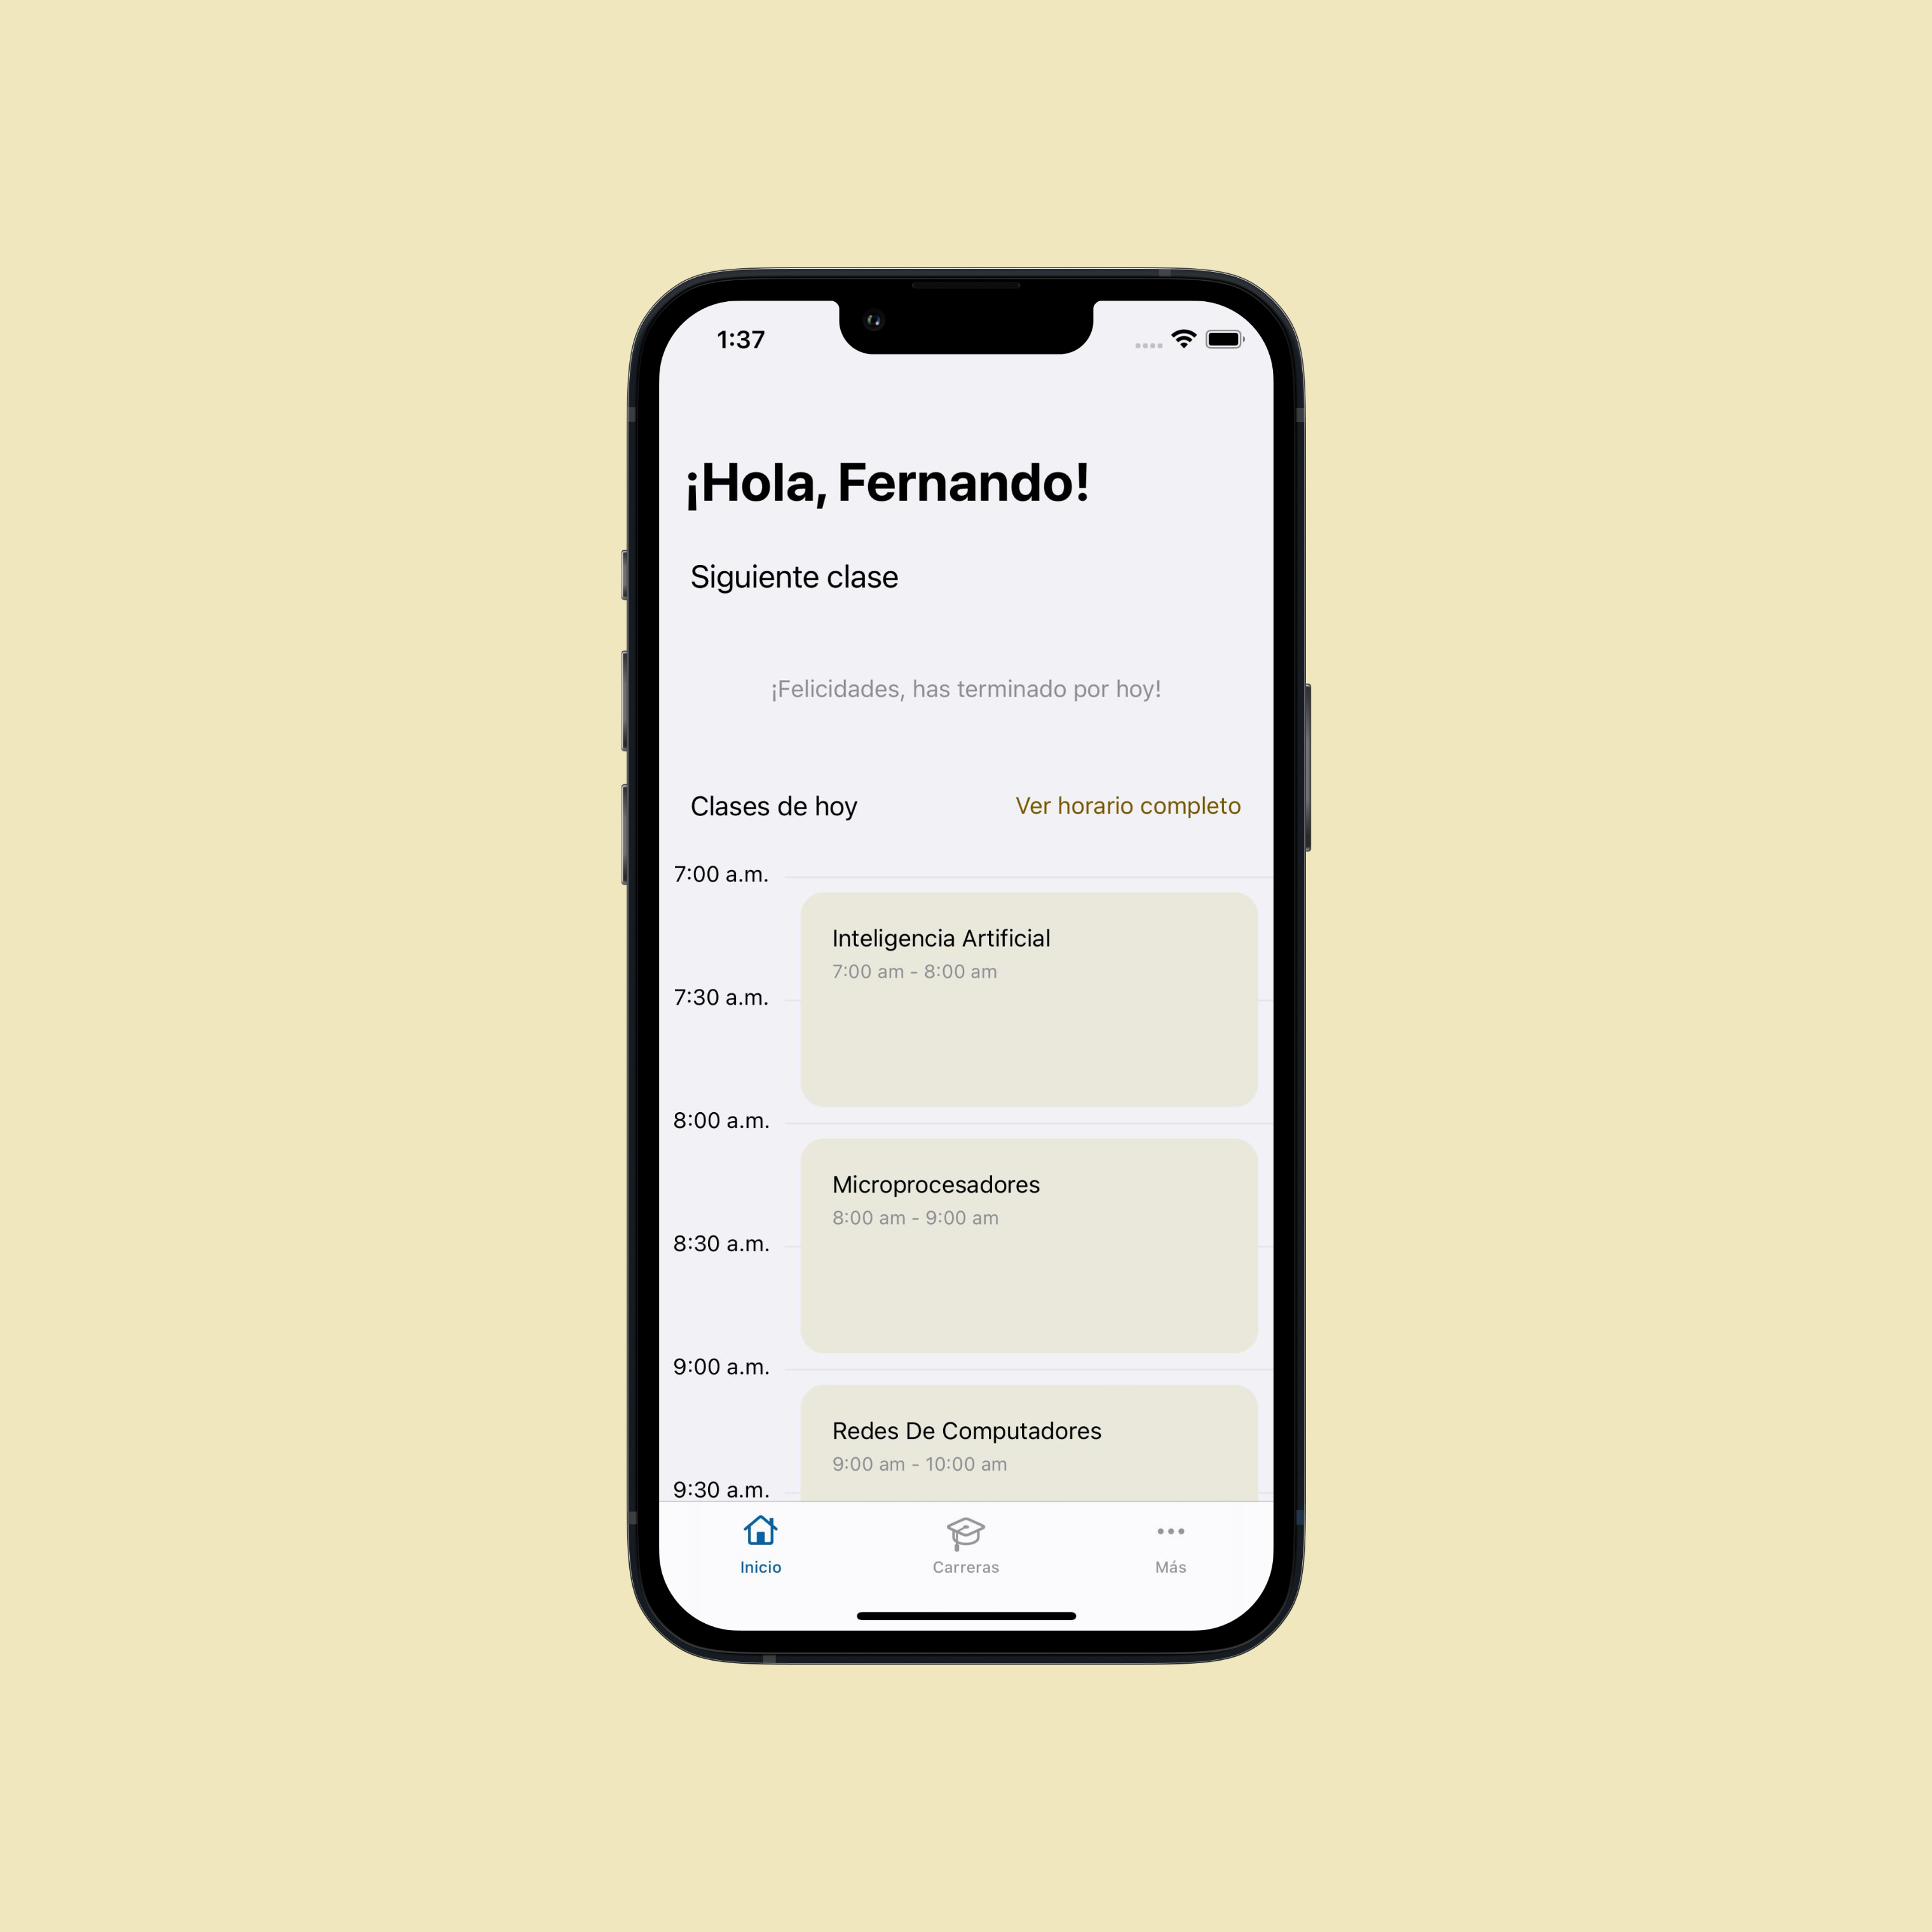 1:37
¡Hola, Fernando!
Siguiente clase
¡Felicidades, has terminado por hoy!
Clases de hoy
Ver horario completo
7:00 a.m.
Inteligencia Artificial
7:00 am - 8:00 am
7:30 a.m.
8:00 a.m.
Microprocesadores
8:00 am - 9:00 am
8:30 a.m.
9:00 a.m.
Redes De Computadores
9:00 am - 10:00 am
9:30 a.m.
Inicio
Carreras
Más